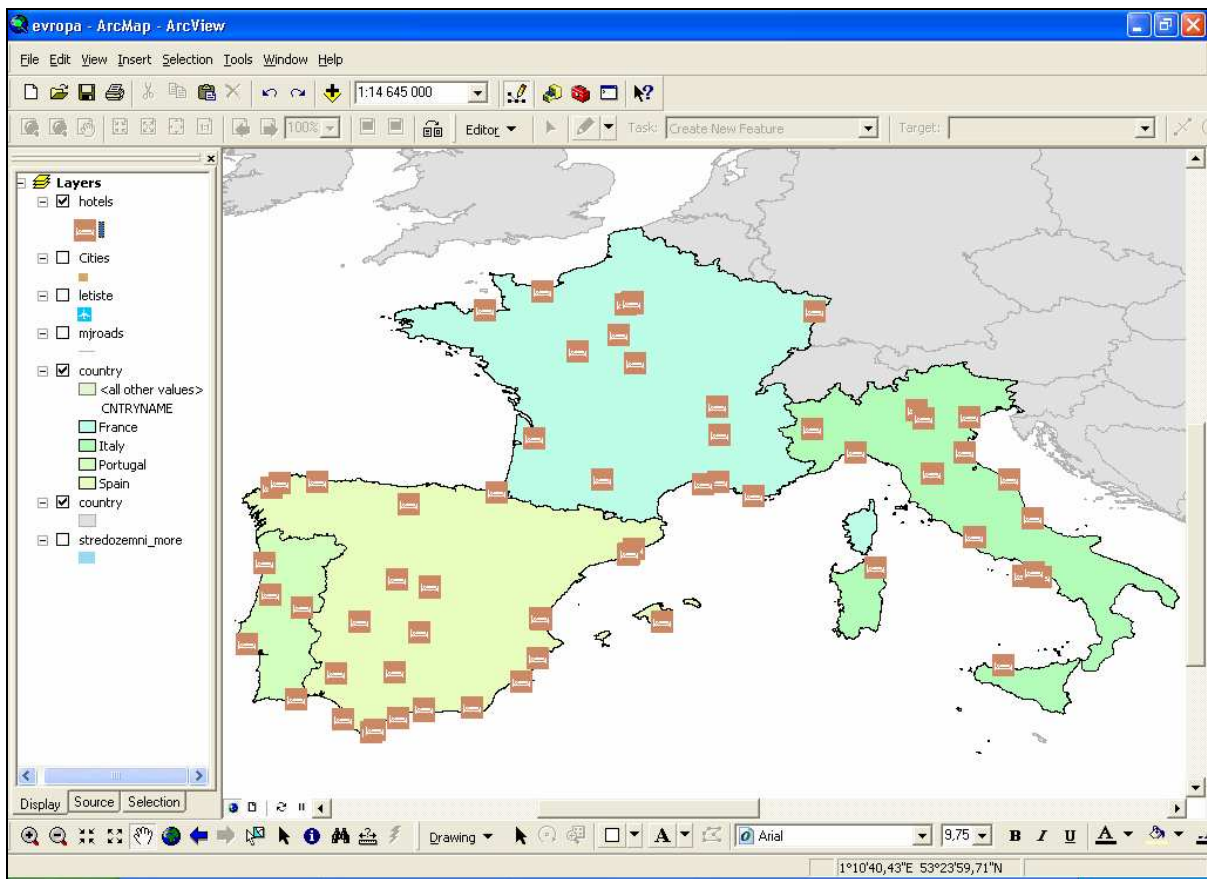 evropa - ArcMap - ArcView
File Edit View Insert Selection Tools Window Help
1:14 645 000
100% Editor Task: Create New Feature Target:
Layers
hotels
Cities
letiste
mjroads
country
<all other values>
CNTRYNAME
France
Italy
Portugal
Spain
country
stredozemni_more
Display Source Selection
Drawing A Arial 9,75 B I U A
1°10'40,43"E 53°23'59,71"N